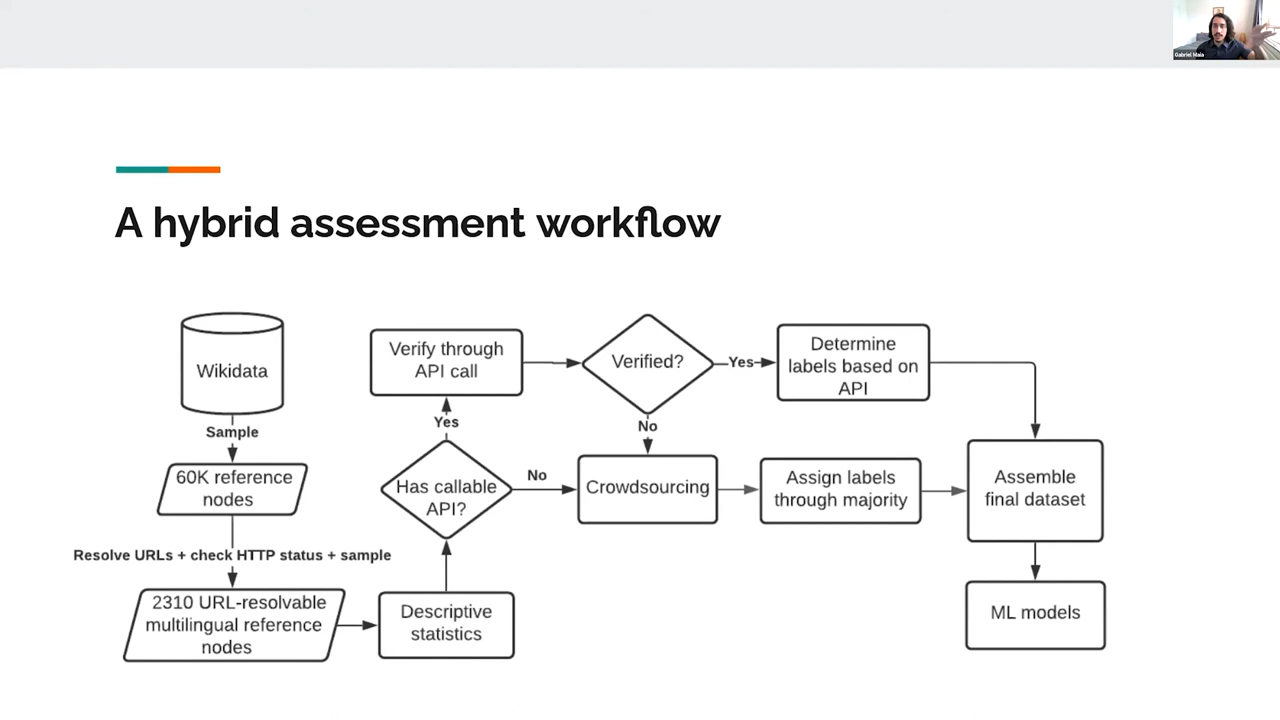 Gabriel Maia
A hybrid assessment workflow
Wikidata
Sample
60K reference
nodes
Resolve URLs + check HTTP status + sample
2310 URL-resolvable
multilingual reference
nodes
Descriptive
statistics
Has callable
API?
Yes
No
Verify through
API call
Verified?
Yes
No
Determine
labels based on
API
Crowdsourcing
Assign labels
through majority
Assemble
final dataset
ML models